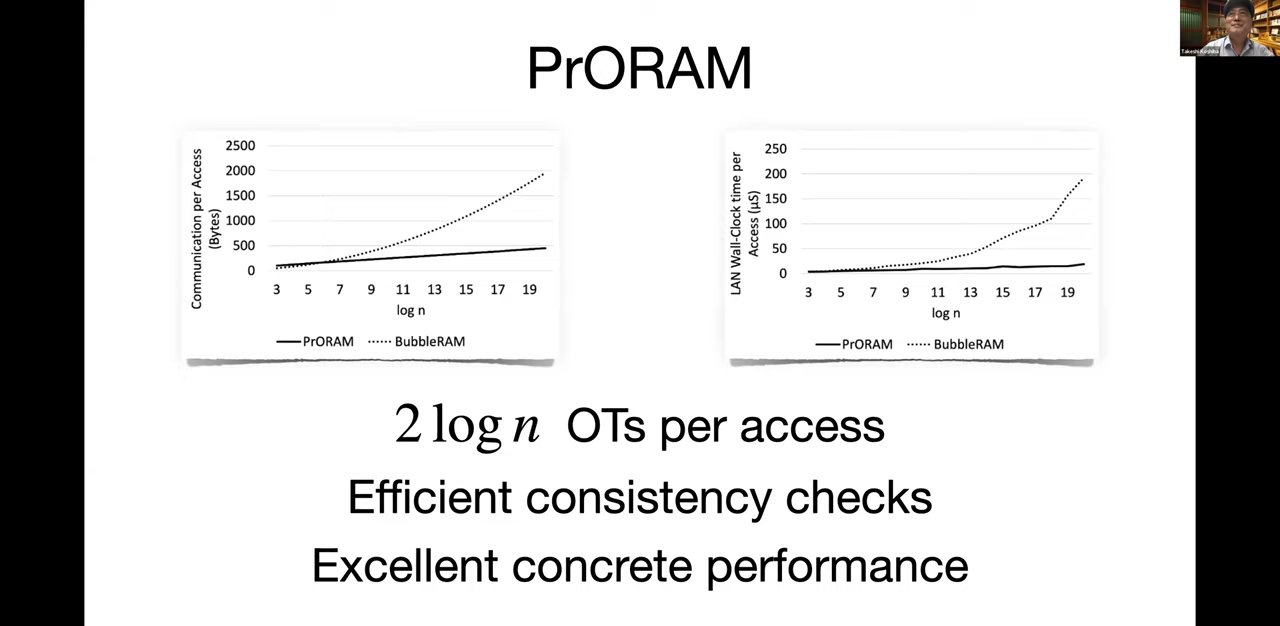 PrORAM
Communication per Access
(Bytes)
2500
2000
1500
1000
500
0
3 5 7 9 11 13 15 17 19
log n
PrORAM BubbleRAM
LAN Wall-Clock time per
Access (µS)
250
200
150
100
50
0
3 5 7 9 11 13 15 17 19
log n
PrORAM BubbleRAM
2 log n OTs per access
Efficient consistency checks
Excellent concrete performance
Takeshi Koshiba